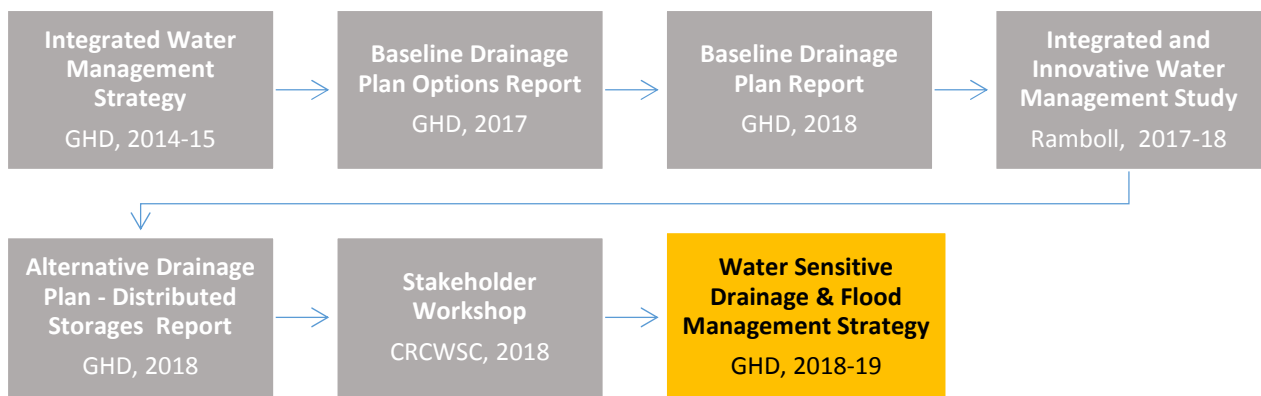 Integrated Water
Management
Strategy
GHD, 2014-15
Baseline Drainage
Plan Options Report
GHD, 2017
Baseline Drainage
Plan Report
GHD, 2018
Integrated and
Innovative Water
Management Study
Ramboll, 2017-18
Alternative Drainage
Plan - Distributed
Storages Report
GHD, 2018
Stakeholder
Workshop
CRCWSC, 2018
Water Sensitive
Drainage & Flood
Management Strategy
GHD, 2018-19